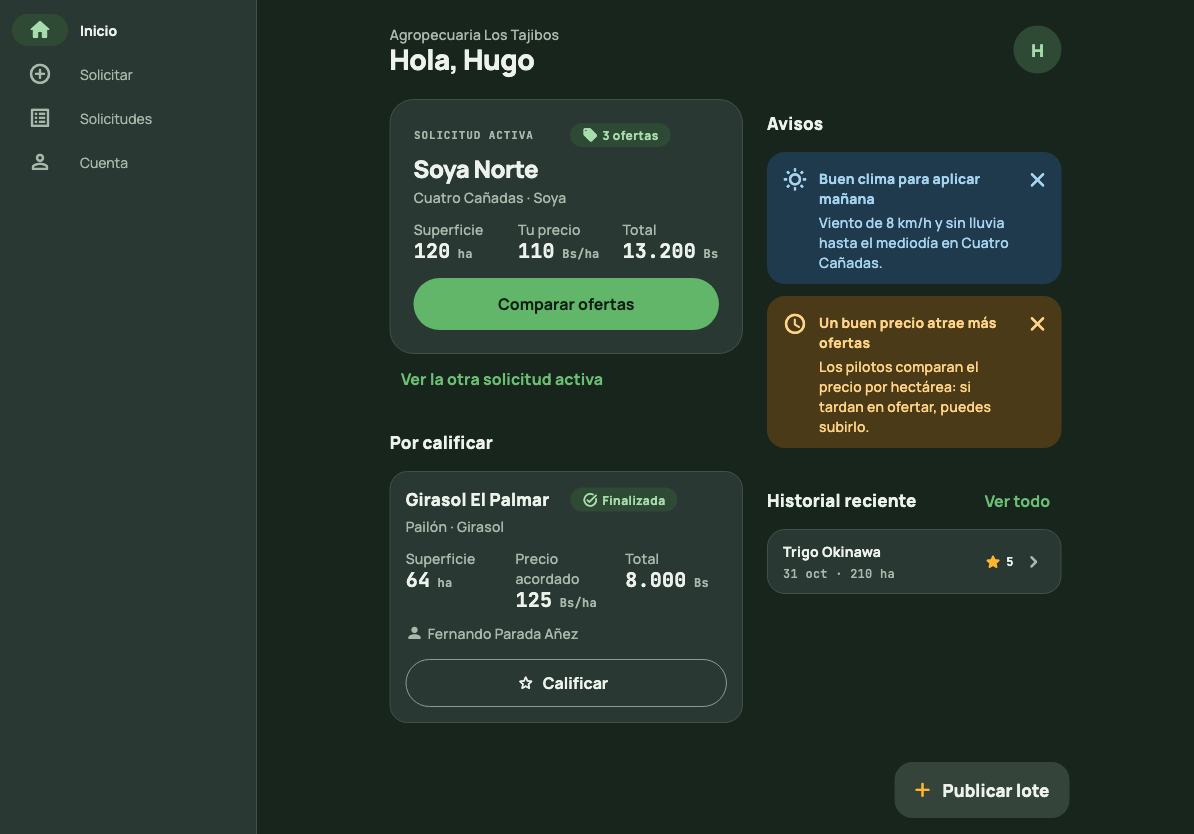 Inicio
Solicitar
Solicitudes
Cuenta
Agropecuaria Los Tajibos
Hola, Hugo
H
SOLICITUD ACTIVA
3 ofertas
Soya Norte
Cuatro Cañadas · Soya
Superficie Tu precio Total
120 ha 110 Bs/ha 13.200 Bs
Comparar ofertas
Ver la otra solicitud activa
Por calificar
Girasol El Palmar
Finalizada
Pailón · Girasol
Superficie
64 ha
Precio
acordado
125 Bs/ha
Total
8.000 Bs
Fernando Parada Añez
Calificar
Avisos
Buen clima para aplicar
mañana
Viento de 8 km/h y sin lluvia
hasta el mediodía en Cuatro
Cañadas.
Un buen precio atrae más
ofertas
Los pilotos comparan el
precio por hectárea: si
tardan en ofertar, puedes
subirlo.
Historial reciente
Ver todo
Trigo Okinawa
31 oct · 210 ha
5
Publicar lote